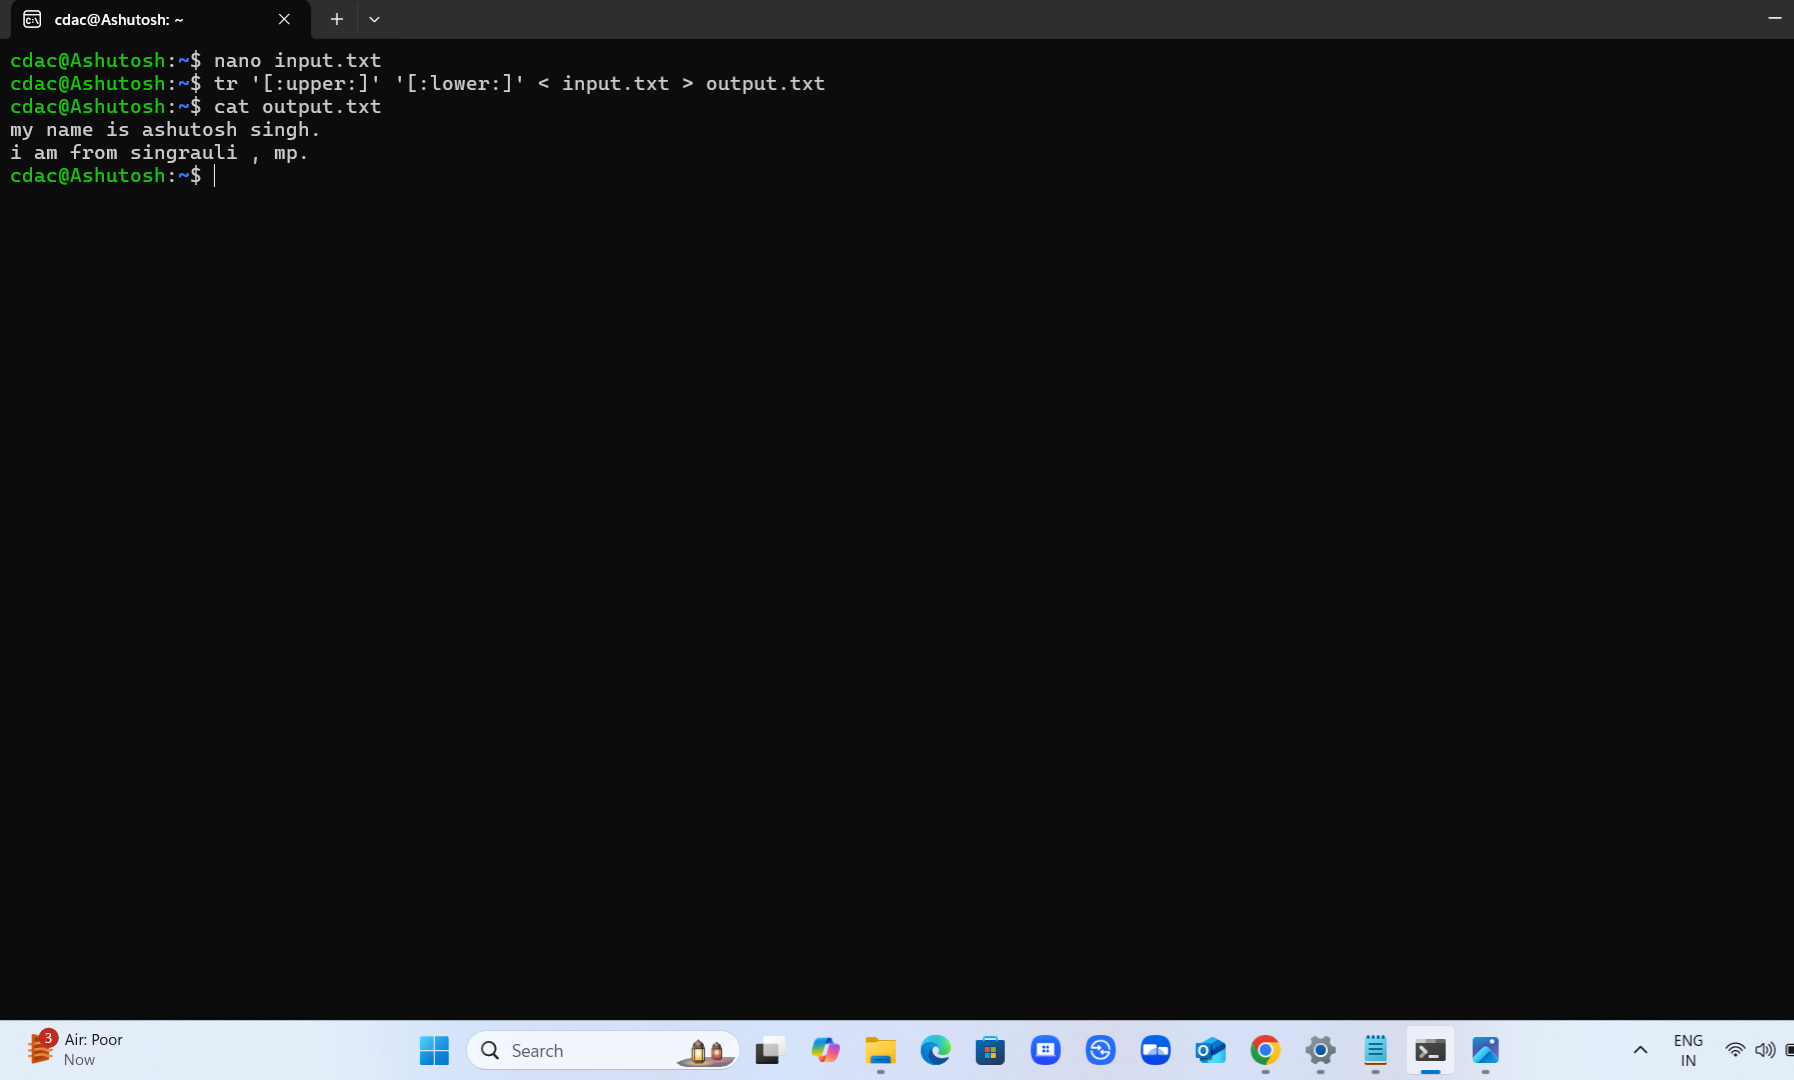 cdac@Ashutosh: ~
cdac@Ashutosh:~$ nano input.txt
cdac@Ashutosh:~$ tr '[:upper:]' '[:lower:]' < input.txt > output.txt
cdac@Ashutosh:~$ cat output.txt
my name is ashutosh singh.
i am from singrauli , mp.
cdac@Ashutosh:~$
3
Air: Poor
Now
Search
ENG
IN